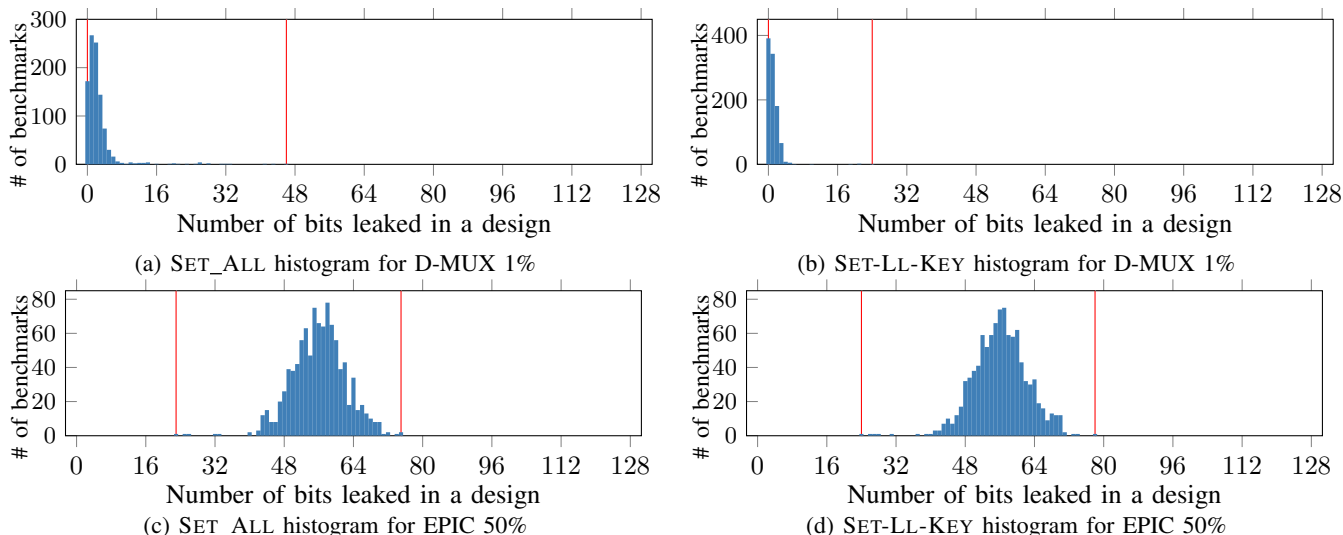 300
200
100
0
# of benchmarks
0 16 32 48 64 80 96 112 128
Number of bits leaked in a design
(a) SET_ALL histogram for D-MUX 1%
400
200
0
# of benchmarks
0 16 32 48 64 80 96 112 128
Number of bits leaked in a design
(b) SET-LL-KEY histogram for D-MUX 1%
80
60
40
20
0
# of benchmarks
0 16 32 48 64 80 96 112 128
Number of bits leaked in a design
(c) SET ALL histogram for EPIC 50%
80
60
40
20
0
# of benchmarks
0 16 32 48 64 80 96 112 128
Number of bits leaked in a design
(d) SET-LL-KEY histogram for EPIC 50%